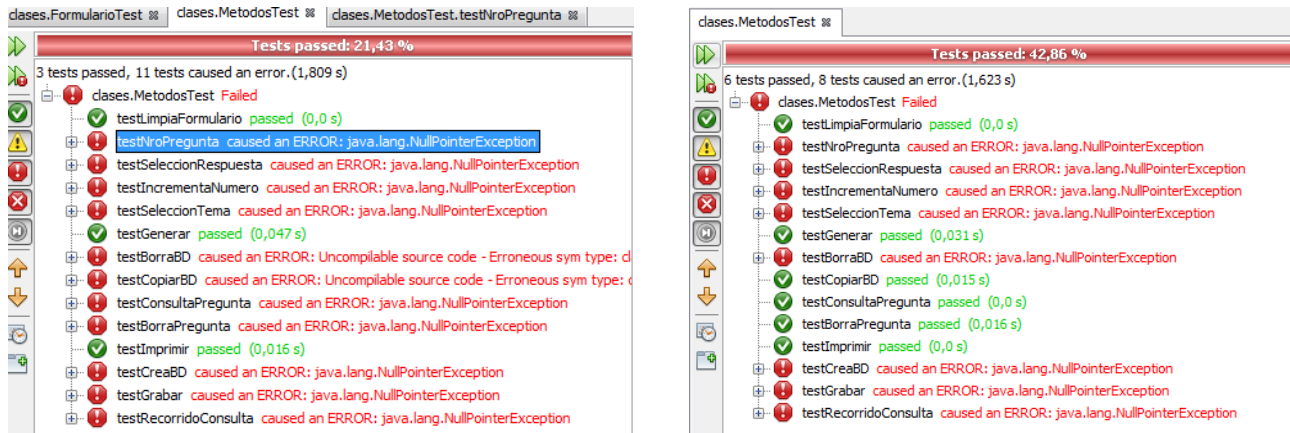 clases.FormularioTest
clases.MetodosTest
clases.MetodosTest.testNroPregunta
Tests passed: 21,43 %
3 tests passed, 11 tests caused an error.(1,809 s)
clases.MetodosTest Failed
testLimpiaFormulario passed (0,0 s)
testNroPregunta caused an ERROR: java.lang.NullPointerException
testSeleccionRespuesta caused an ERROR: java.lang.NullPointerException
testIncrementaNumero caused an ERROR: java.lang.NullPointerException
testSeleccionTema caused an ERROR: java.lang.NullPointerException
testGenerar passed (0,047 s)
testBorraBD caused an ERROR: Uncompilable source code - Erroneous sym type:
testCopiarBD caused an ERROR: Uncompilable source code - Erroneous sym type:
testConsultaPregunta caused an ERROR: java.lang.NullPointerException
testBorraPregunta caused an ERROR: java.lang.NullPointerException
testImprimir passed (0,016 s)
testCreaBD caused an ERROR: java.lang.NullPointerException
testGrabar caused an ERROR: java.lang.NullPointerException
testRecorridoConsulta caused an ERROR: java.lang.NullPointerException
clases.MetodosTest
Tests passed: 42,86 %
6 tests passed, 8 tests caused an error.(1,623 s)
clases.MetodosTest Failed
testLimpiaFormulario passed (0,0 s)
testNroPregunta caused an ERROR: java.lang.NullPointerException
testSeleccionRespuesta caused an ERROR: java.lang.NullPointerException
testIncrementaNumero caused an ERROR: java.lang.NullPointerException
testSeleccionTema caused an ERROR: java.lang.NullPointerException
testGenerar passed (0,031 s)
testBorraBD caused an ERROR: java.lang.NullPointerException
testCopiarBD passed (0,015 s)
testConsultaPregunta passed (0,0 s)
testBorraPregunta passed (0,016 s)
testImprimir passed (0,0 s)
testCreaBD caused an ERROR: java.lang.NullPointerException
testGrabar caused an ERROR: java.lang.NullPointerException
testRecorridoConsulta caused an ERROR: java.lang.NullPointerException